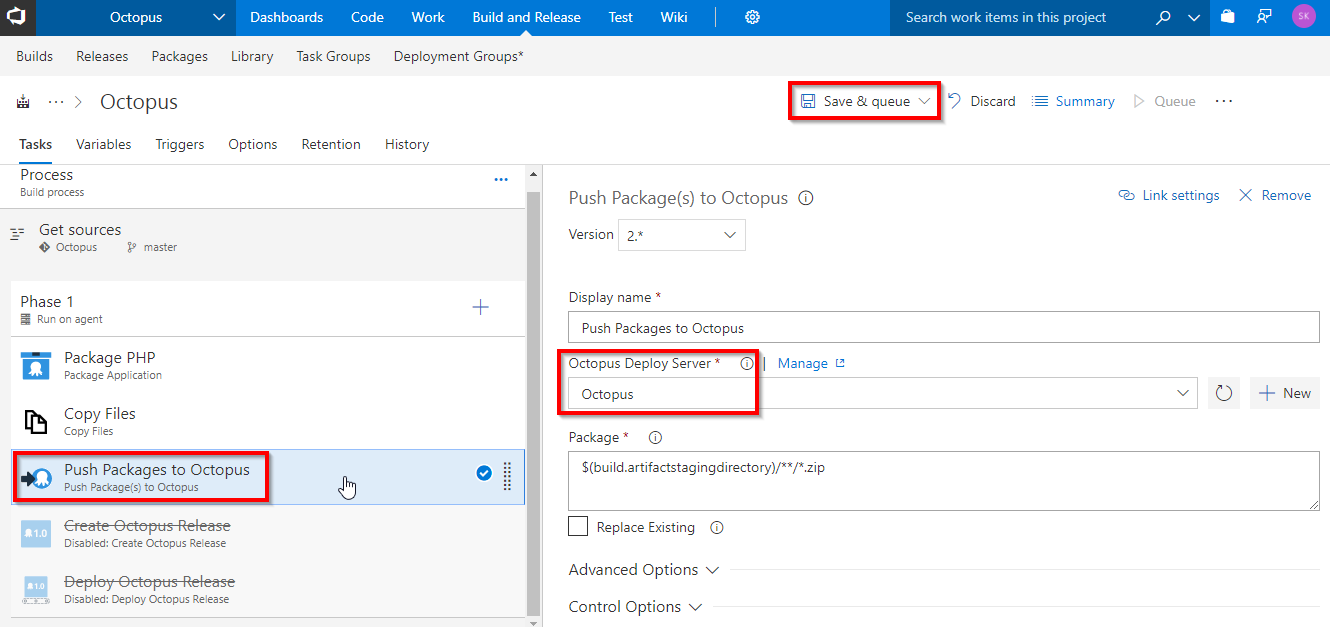 Octopus
Dashboards
Code
Work
Build and Release
Test
Wiki
Search work items in this project
SK
Builds
Releases
Packages
Library
Task Groups
Deployment Groups*
... > Octopus
Save & queue
Discard
Summary
Queue
...
Tasks
Variables
Triggers
Options
Retention
History
Process
Build process
...
Get sources
Octopus
master
Phase 1
Run on agent
Package PHP
Package Application
Copy Files
Copy Files
Push Packages to Octopus
Push Package(s) to Octopus
1.0
Create Octopus Release
Disabled: Create Octopus Release
1.0
Deploy Octopus Release
Disabled: Deploy Octopus Release
Push Package(s) to Octopus
Link settings
Remove
Version
2.*
Display name *
Push Packages to Octopus
Octopus Deploy Server *
| Manage
Octopus
New
Package *
$(build.artifactstagingdirectory)/**/*.zip
Replace Existing
Advanced Options
Control Options